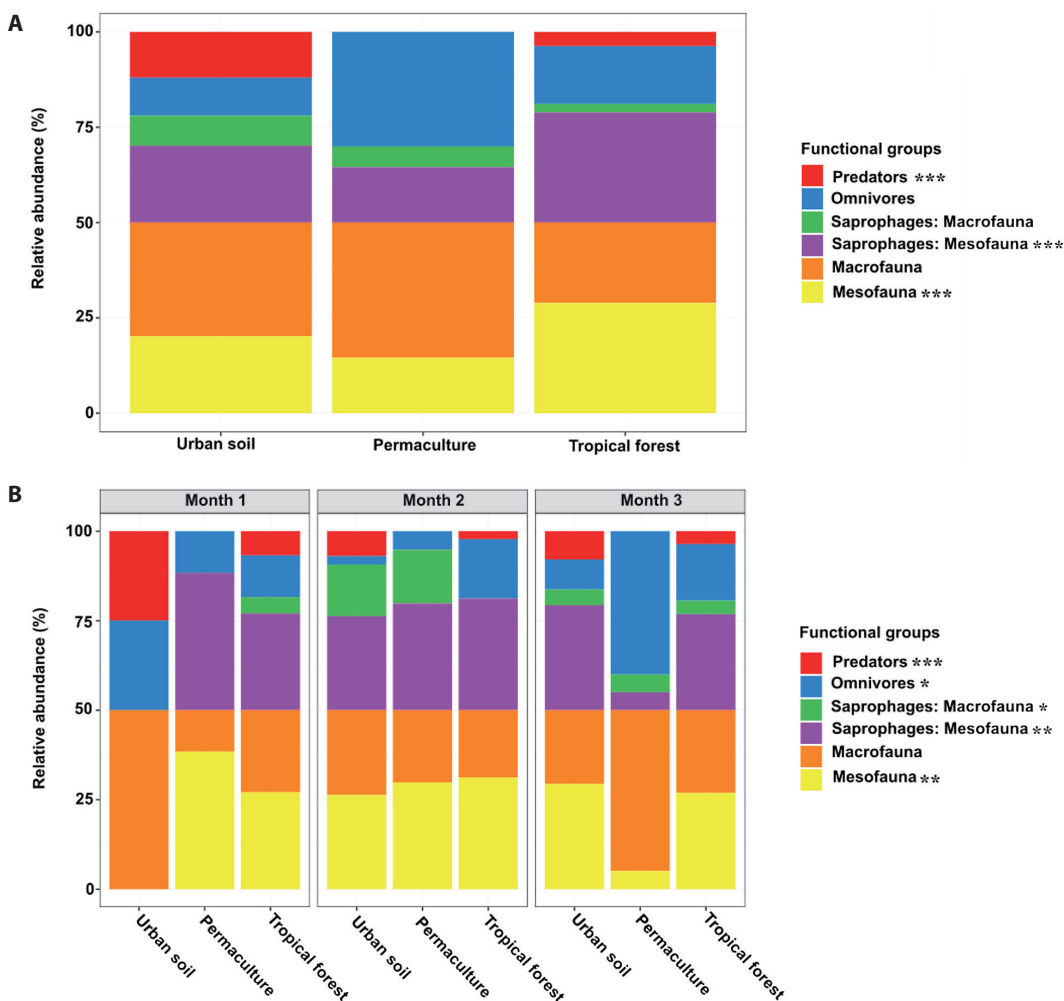 A
100
75
50
25
0
Relative abundance (%)
Urban soil
Permaculture
Tropical forest
Functional groups
Predators ***
Omnivores
Saprophages: Macrofauna
Saprophages: Mesofauna ***
Macrofauna
Mesofauna ***
B
Month 1
Month 2
Month 3
100
75
50
25
0
Relative abundance (%)
Urban soil
Permaculture
Tropical forest
Urban soil
Permaculture
Tropical forest
Urban soil
Permaculture
Tropical forest
Functional groups
Predators ***
Omnivores *
Saprophages: Macrofauna *
Saprophages: Mesofauna **
Macrofauna
Mesofauna **